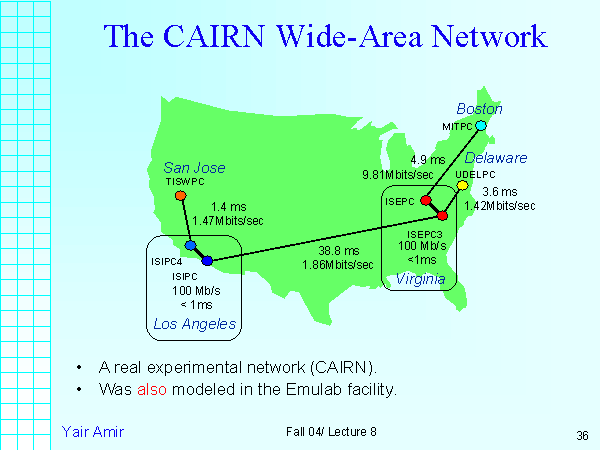 The CAIRN Wide-Area Network
Boston
MITPC
4.9 ms
9.81Mbits/sec
Delaware
UDELPC
3.6 ms
1.42Mbits/sec
San Jose
TISWPC
1.4 ms
1.47Mbits/sec
ISEPC
ISEPC3
100 Mb/s
<1ms
Virginia
38.8 ms
1.86Mbits/sec
ISIPC4
ISIPC
100 Mb/s
< 1ms
Los Angeles
• A real experimental network (CAIRN).
• Was also modeled in the Emulab facility.
Yair Amir
Fall 04/ Lecture 8
36